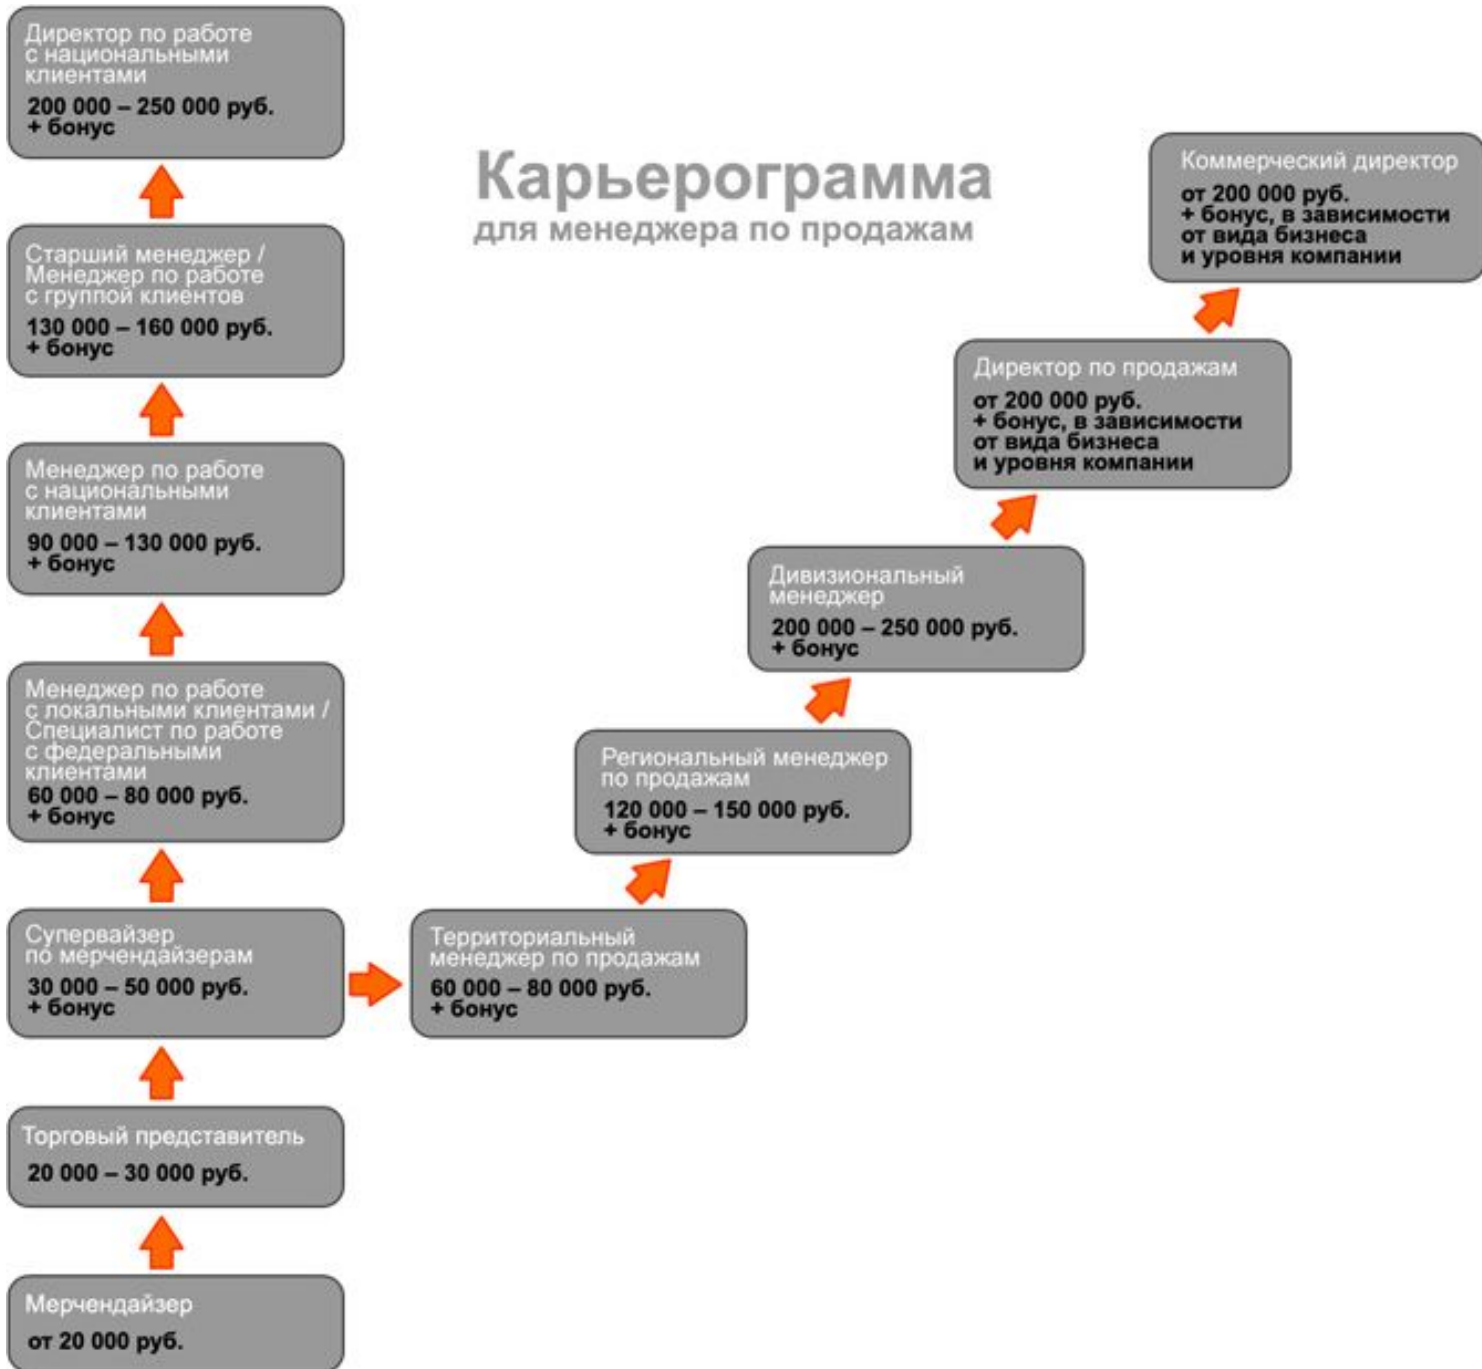 Директор по работе
с национальными
клиентами
200 000 – 250 000 руб.
+ бонус
Карьерограмма
для менеджера по продажам
Коммерческий директор
от 200 000 руб.
+ бонус, в зависимости
от вида бизнеса
и уровня компании
Старший менеджер /
Менеджер по работе
с группой клиентов
130 000 – 160 000 руб.
+ бонус
Директор по продажам
от 200 000 руб.
+ бонус, в зависимости
от вида бизнеса
и уровня компании
Менеджер по работе
с национальными
клиентами
90 000 – 130 000 руб.
+ бонус
Дивизиональный
менеджер
200 000 – 250 000 руб.
+ бонус
Менеджер по работе
с локальными клиентами /
Специалист по работе
с федеральными
клиентами
60 000 – 80 000 руб.
+ бонус
Региональный менеджер
по продажам
120 000 – 150 000 руб.
+ бонус
Супервайзер
по мерчендайзерам
30 000 – 50 000 руб.
+ бонус
Территориальный
менеджер по продажам
60 000 – 80 000 руб.
+ бонус
Торговый представитель
20 000 – 30 000 руб.
Мерчендайзер
от 20 000 руб.